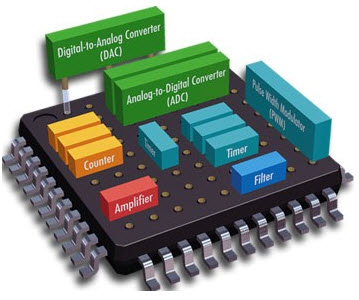 Digital-to-Analog Converter
(DAC)
Analog-to-Digital Converter
(ADC)
Pulse Width Modulator
(PWM)
Counter
Timer
Amplifier
Filter